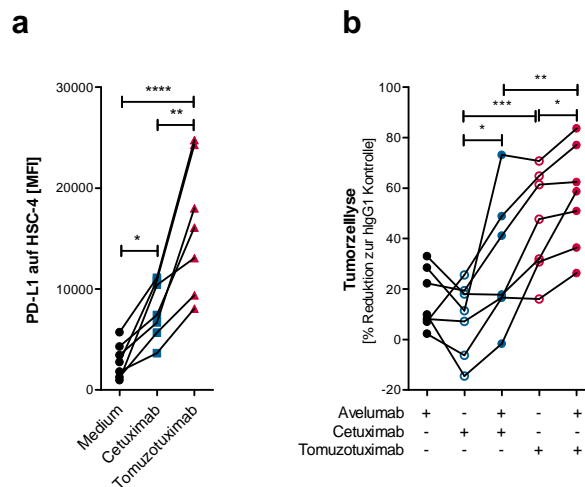 a
b
30000
20000
10000
0
PD-L1 auf HSC-4 [MFI]
****
**
*
Medium
Cetuximab
Tomuzotuximab
100
80
60
40
20
0
-20
Tumorzelllyse
[% Reduktion zur hIgG1 Kontrolle]
**
***
*
*
Avelumab + - + - +
Cetuximab - + + - -
Tomuzotuximab - - - + +